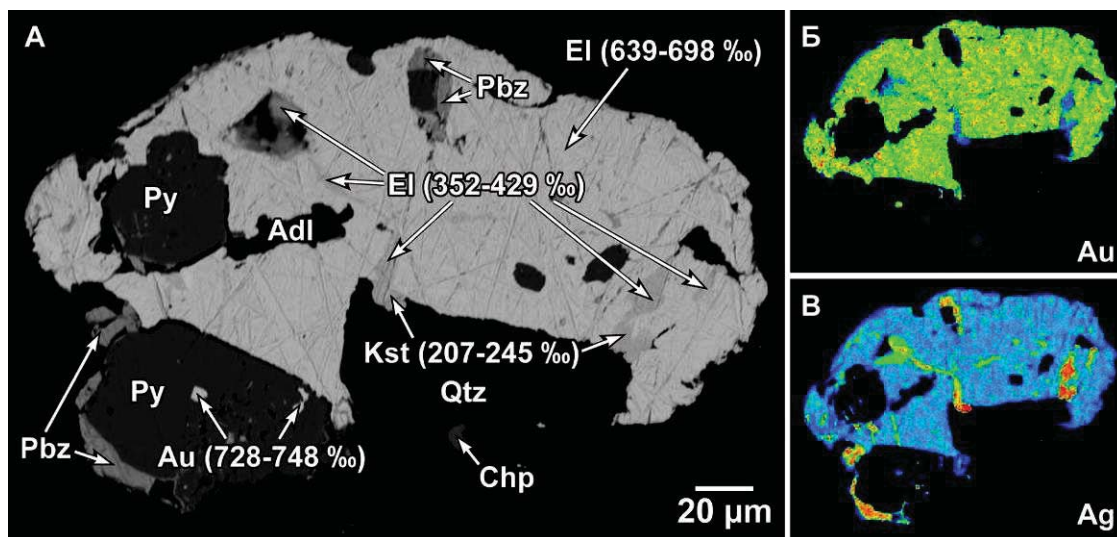 А
El (639-698 ‰)
Pbz
El (352-429 ‰)
Py
Adl
Kst (207-245 ‰)
Qtz
Py
Au (728-748 ‰)
Pbz
Chp
20 µm
Б
Au
В
Ag